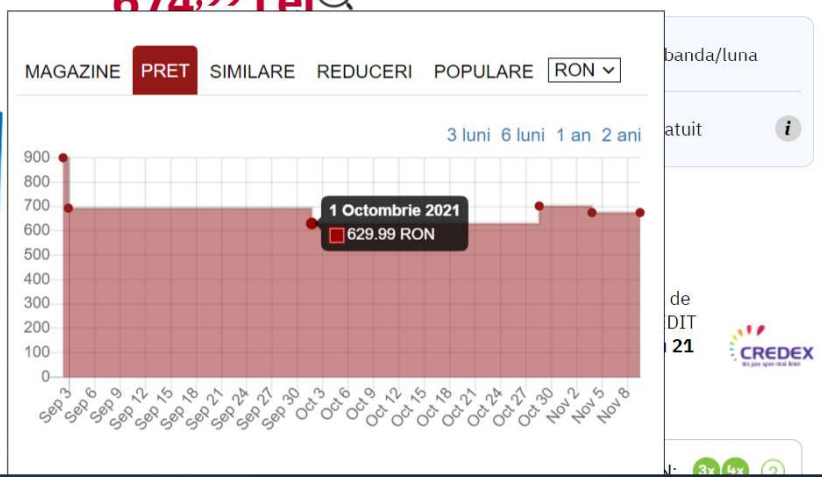 674,22 Lei
MAGAZINE PRET SIMILARE REDUCERI POPULARE RON
banda/luna
3 luni 6 luni 1 an 2 ani
atuit i
900
800
700
600
500
400
300
200
100
0
1 Octombrie 2021
629.99 RON
Sep 3 Sep 6 Sep 9 Sep 12 Sep 15 Sep 18 Sep 21 Sep 24 Sep 27 Sep 30 Oct 3 Oct 6 Oct 9 Oct 12 Oct 15 Oct 18 Oct 21 Oct 24 Oct 27 Oct 30 Nov 2 Nov 5 Nov 8
de
DIT
21
CREDEX
3x 4x ?